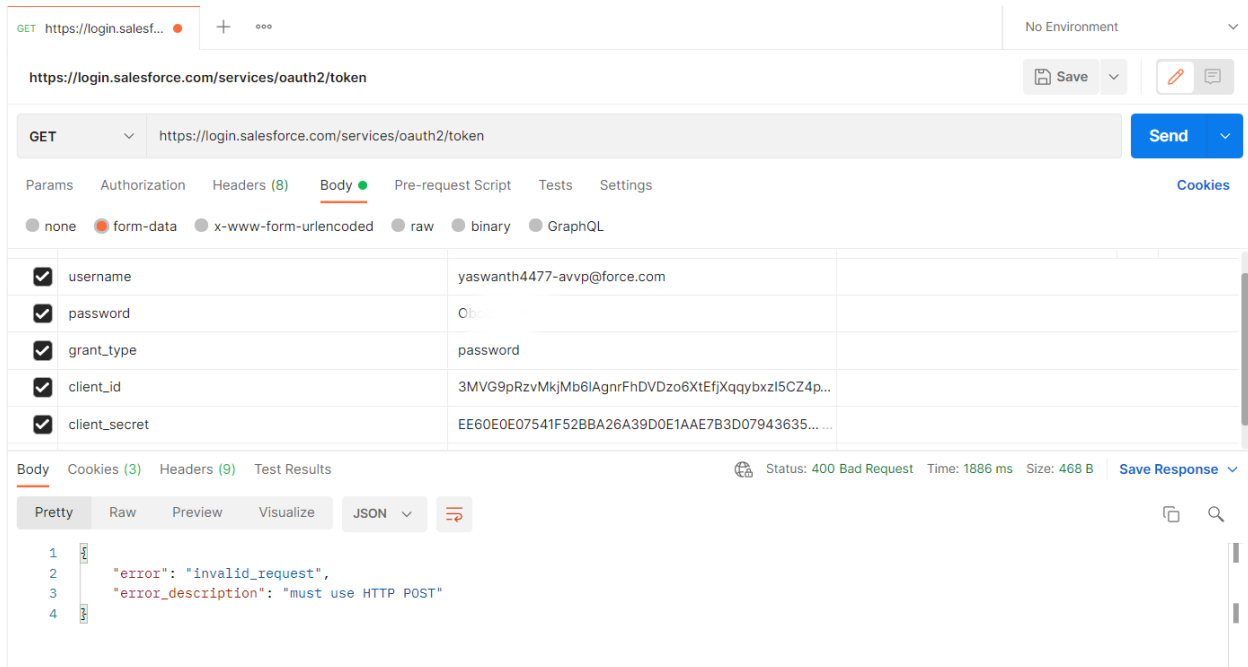 GET https://login.salesf...
No Environment
https://login.salesforce.com/services/oauth2/token
Save
GET https://login.salesforce.com/services/oauth2/token Send
Params Authorization Headers (8) Body Pre-request Script Tests Settings Cookies
none form-data x-www-form-urlencoded raw binary GraphQL
username yaswanth4477-avvp@force.com
password
grant_type password
client_id 3MVG9pRzvMkjMb6lAgnrFhDVDzo6XtEfjXqqybxzI5CZ4p...
client_secret EE60E0E07541F52BBA26A39D0E1AAE7B3D07943635... ...
Body Cookies (3) Headers (9) Test Results Status: 400 Bad Request Time: 1886 ms Size: 468 B Save Response
Pretty Raw Preview Visualize JSON
1 {
2 "error": "invalid_request",
3 "error_description": "must use HTTP POST"
4 }